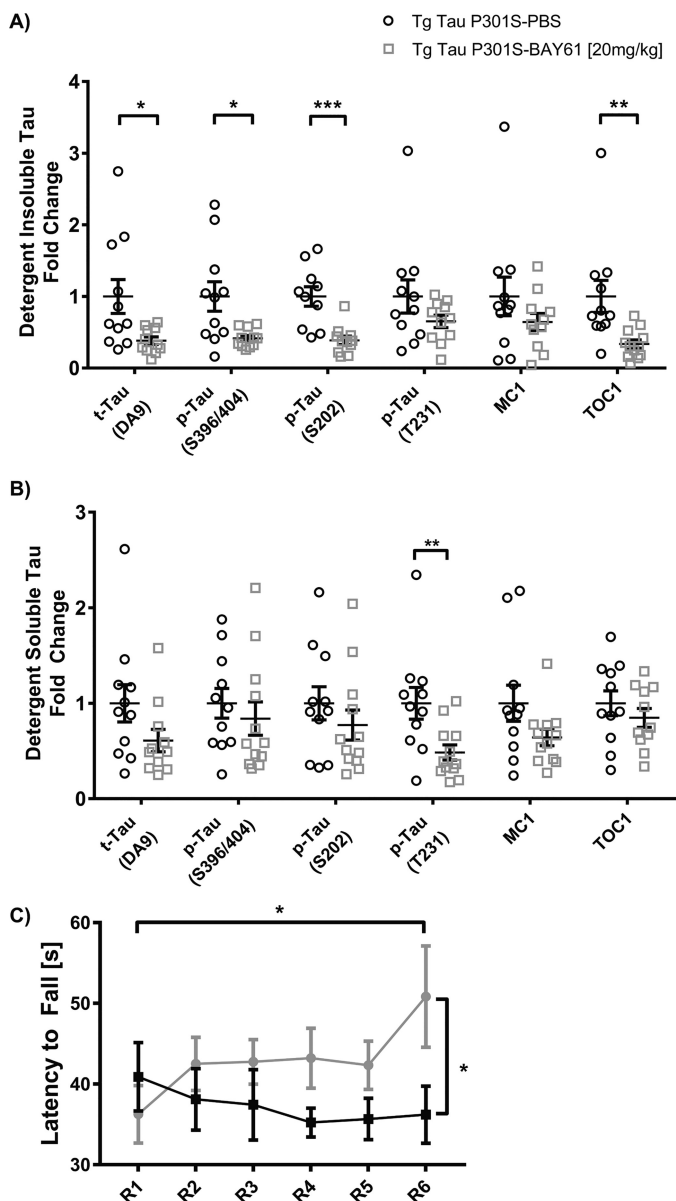 A)
Tg Tau P301S-PBS
Tg Tau P301S-BAY61 [20mg/kg]
Detergent Insoluble Tau
Fold Change
4
3
2
1
0
*
*
***
**
t-Tau
(DA9)
p-Tau
(S396/404)
p-Tau
(S202)
p-Tau
(T231)
MC1
TOC1
B)
Detergent Soluble Tau
Fold Change
3
2
1
0
**
t-Tau
(DA9)
p-Tau
(S396/404)
p-Tau
(S202)
p-Tau
(T231)
MC1
TOC1
C)
Latency to Fall [s]
60
50
40
30
*
*
R1
R2
R3
R4
R5
R6